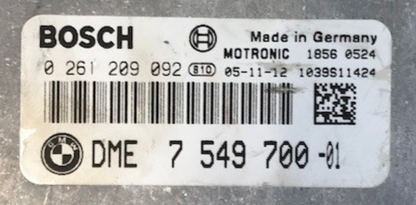 BOSCH
Made in Germany
MOTRONIC 1856 0524
0 261 209 092 810 05-11-12 1039S11424
BMW DME 7 549 700 -01